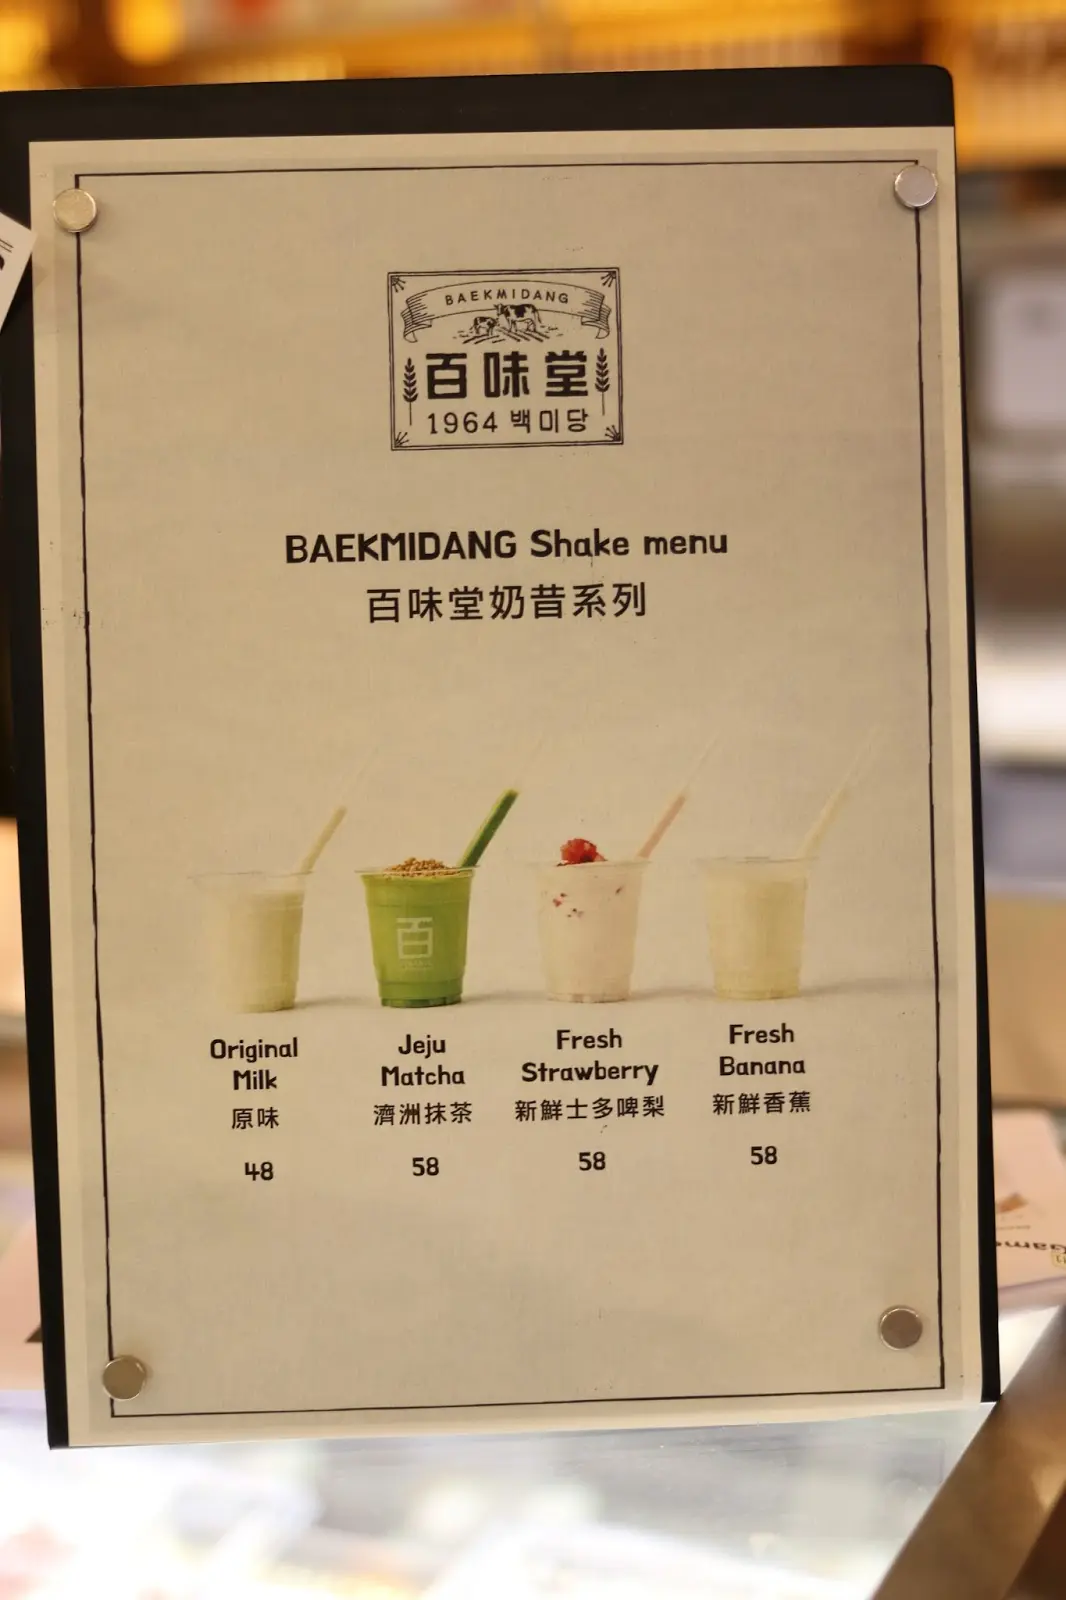 BAEKMIDANG
百味堂
1964 백미당
BAEKMIDANG Shake menu
百味堂奶昔系列
百
Original
Milk
原味
48
Jeju
Matcha
濟洲抹茶
58
Fresh
Strawberry
新鮮士多啤梨
58
Fresh
Banana
新鮮香蕉
58